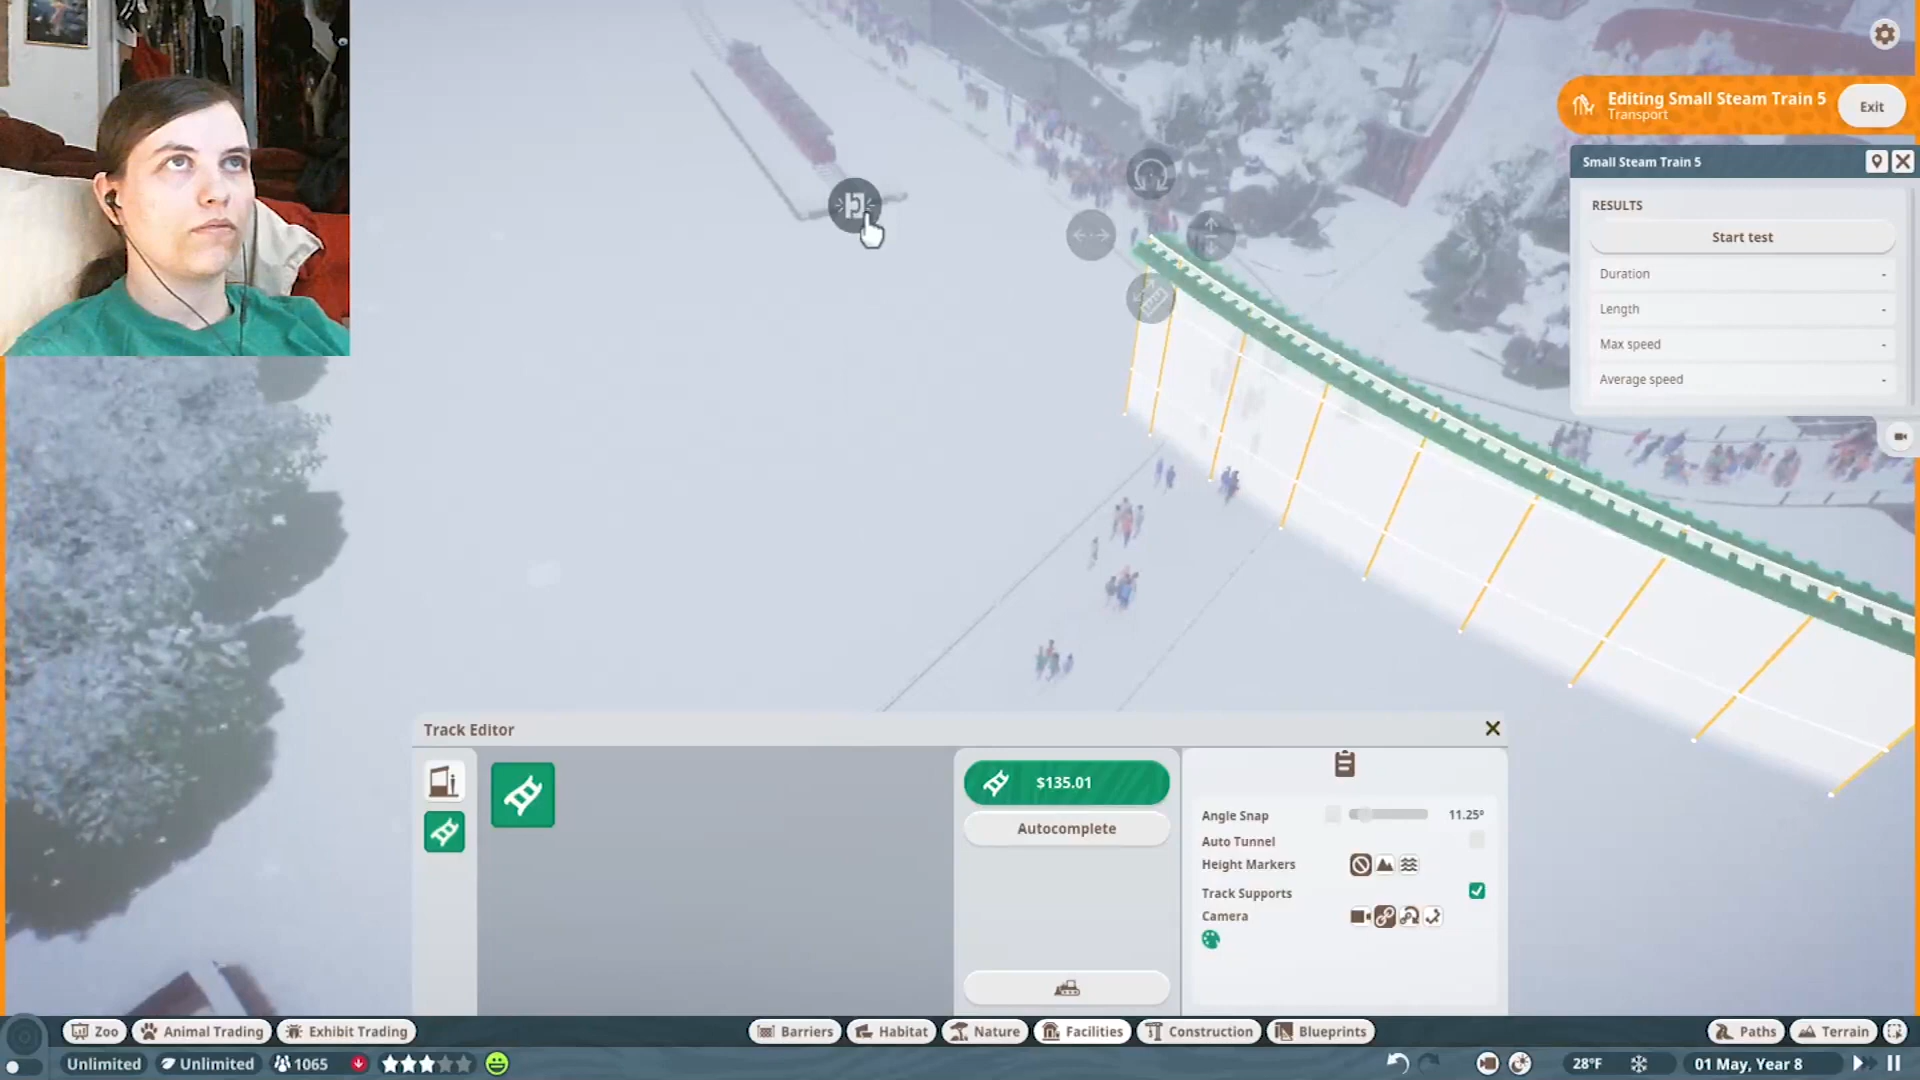 Editing Small Steam Train 5
Transport
Exit
Small Steam Train 5
RESULTS
Start test
Duration -
Length -
Max speed -
Average speed -
Track Editor
$135.01
Autocomplete
Angle Snap 11.25°
Auto Tunnel
Height Markers
Track Supports
Camera
Zoo Animal Trading Exhibit Trading Barriers Habitat Nature Facilities Construction Blueprints Paths Terrain
Unlimited Unlimited 1065 28°F 01 May, Year 8